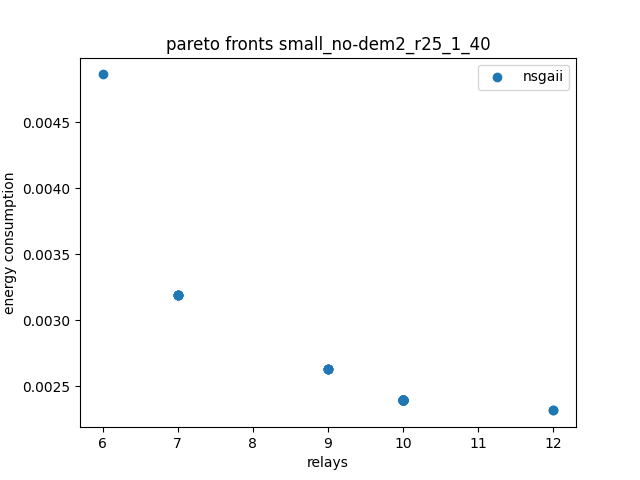 pareto fronts small_no-dem2_r25_1_40
nsgaii
energy consumption
0.0045
0.0040
0.0035
0.0030
0.0025
6 7 8 9 10 11 12
relays